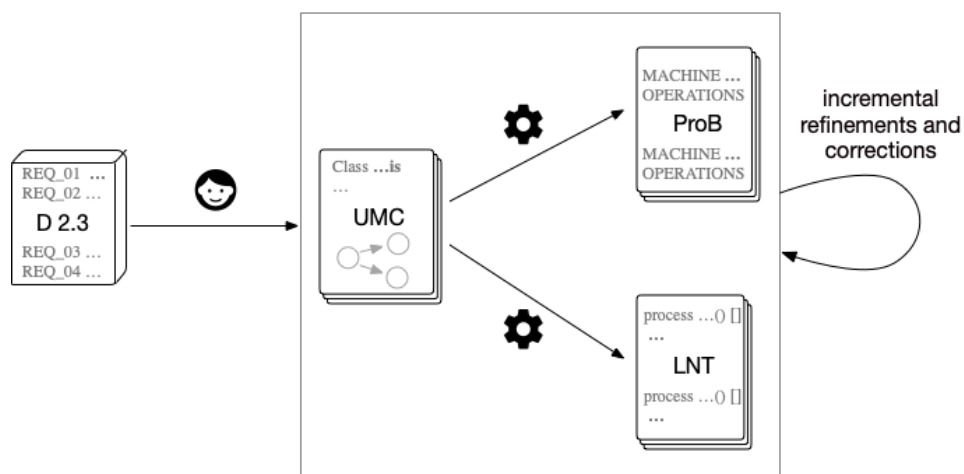 REQ_01 ...
REQ_02 ...
D 2.3
REQ_03 ...
REQ_04 ...
Class ...is
...
UMC
MACHINE ...
OPERATIONS
ProB
MACHINE ...
OPERATIONS
process ...() []
...
LNT
process ...() []
...
incremental
refinements and
corrections